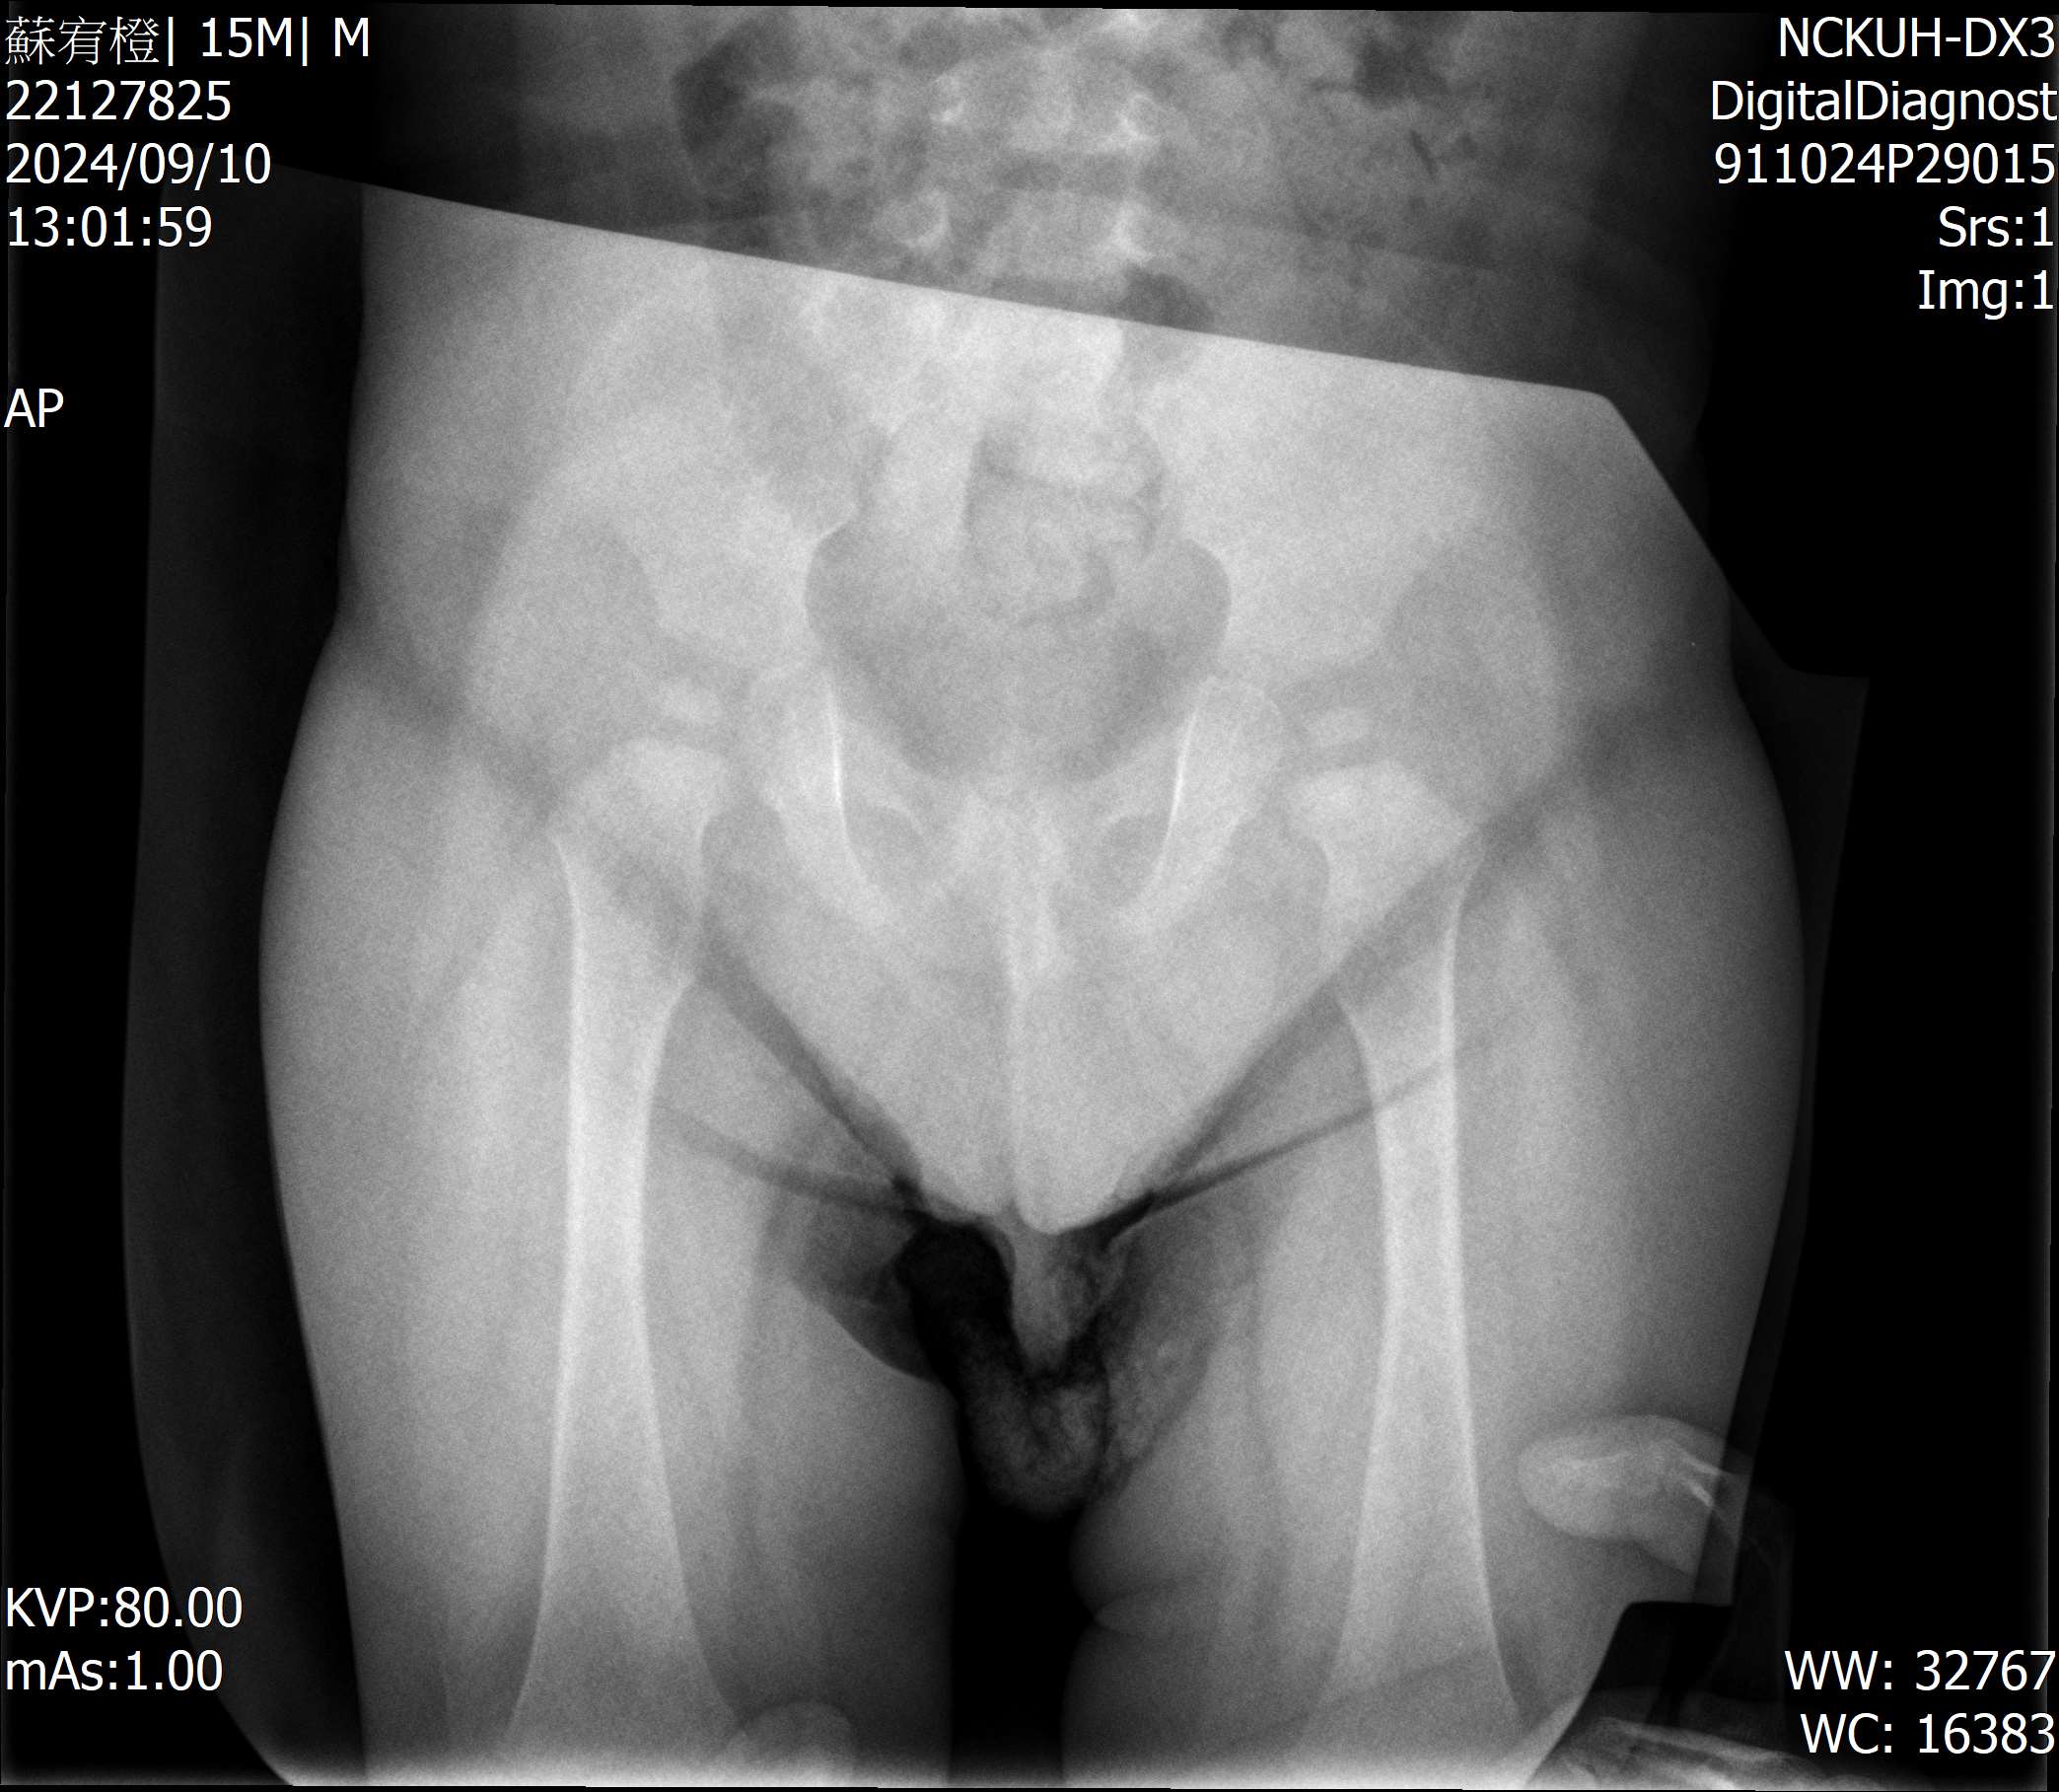 蘇宥橙| 15M| M
22127825
2024/09/10
13:01:59
AP
NCKUH-DX3
DigitalDiagnost
911024P29015
Srs:1
Img:1
KVP:80.00
mAs:1.00
WW: 32767
WC: 16383